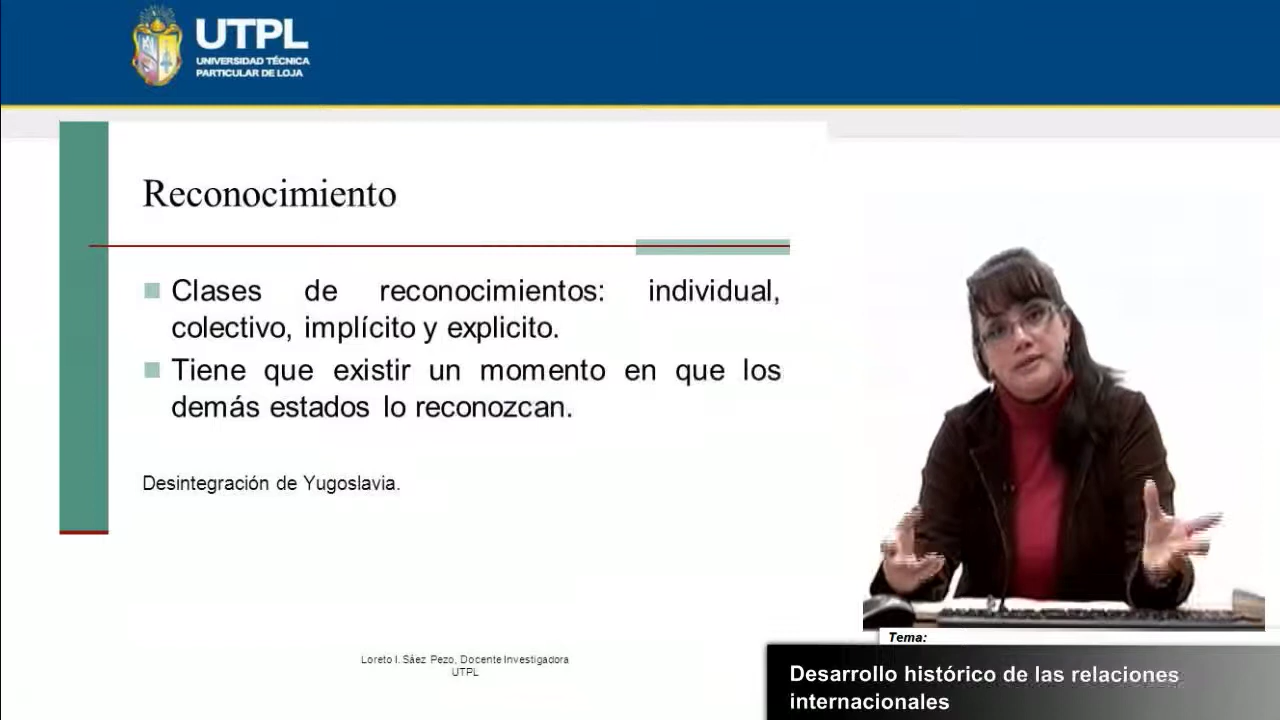 UTPL
UNIVERSIDAD TÉCNICA
PARTICULAR DE LOJA
Reconocimiento
Clases de reconocimientos: individual,
colectivo, implícito y explicito.
Tiene que existir un momento en que los
demás estados lo reconozcan.
Desintegración de Yugoslavia.
Loreto I. Sáez Pezo, Docente Investigadora
UTPL
Tema:
Desarrollo histórico de las relaciones
internacionales